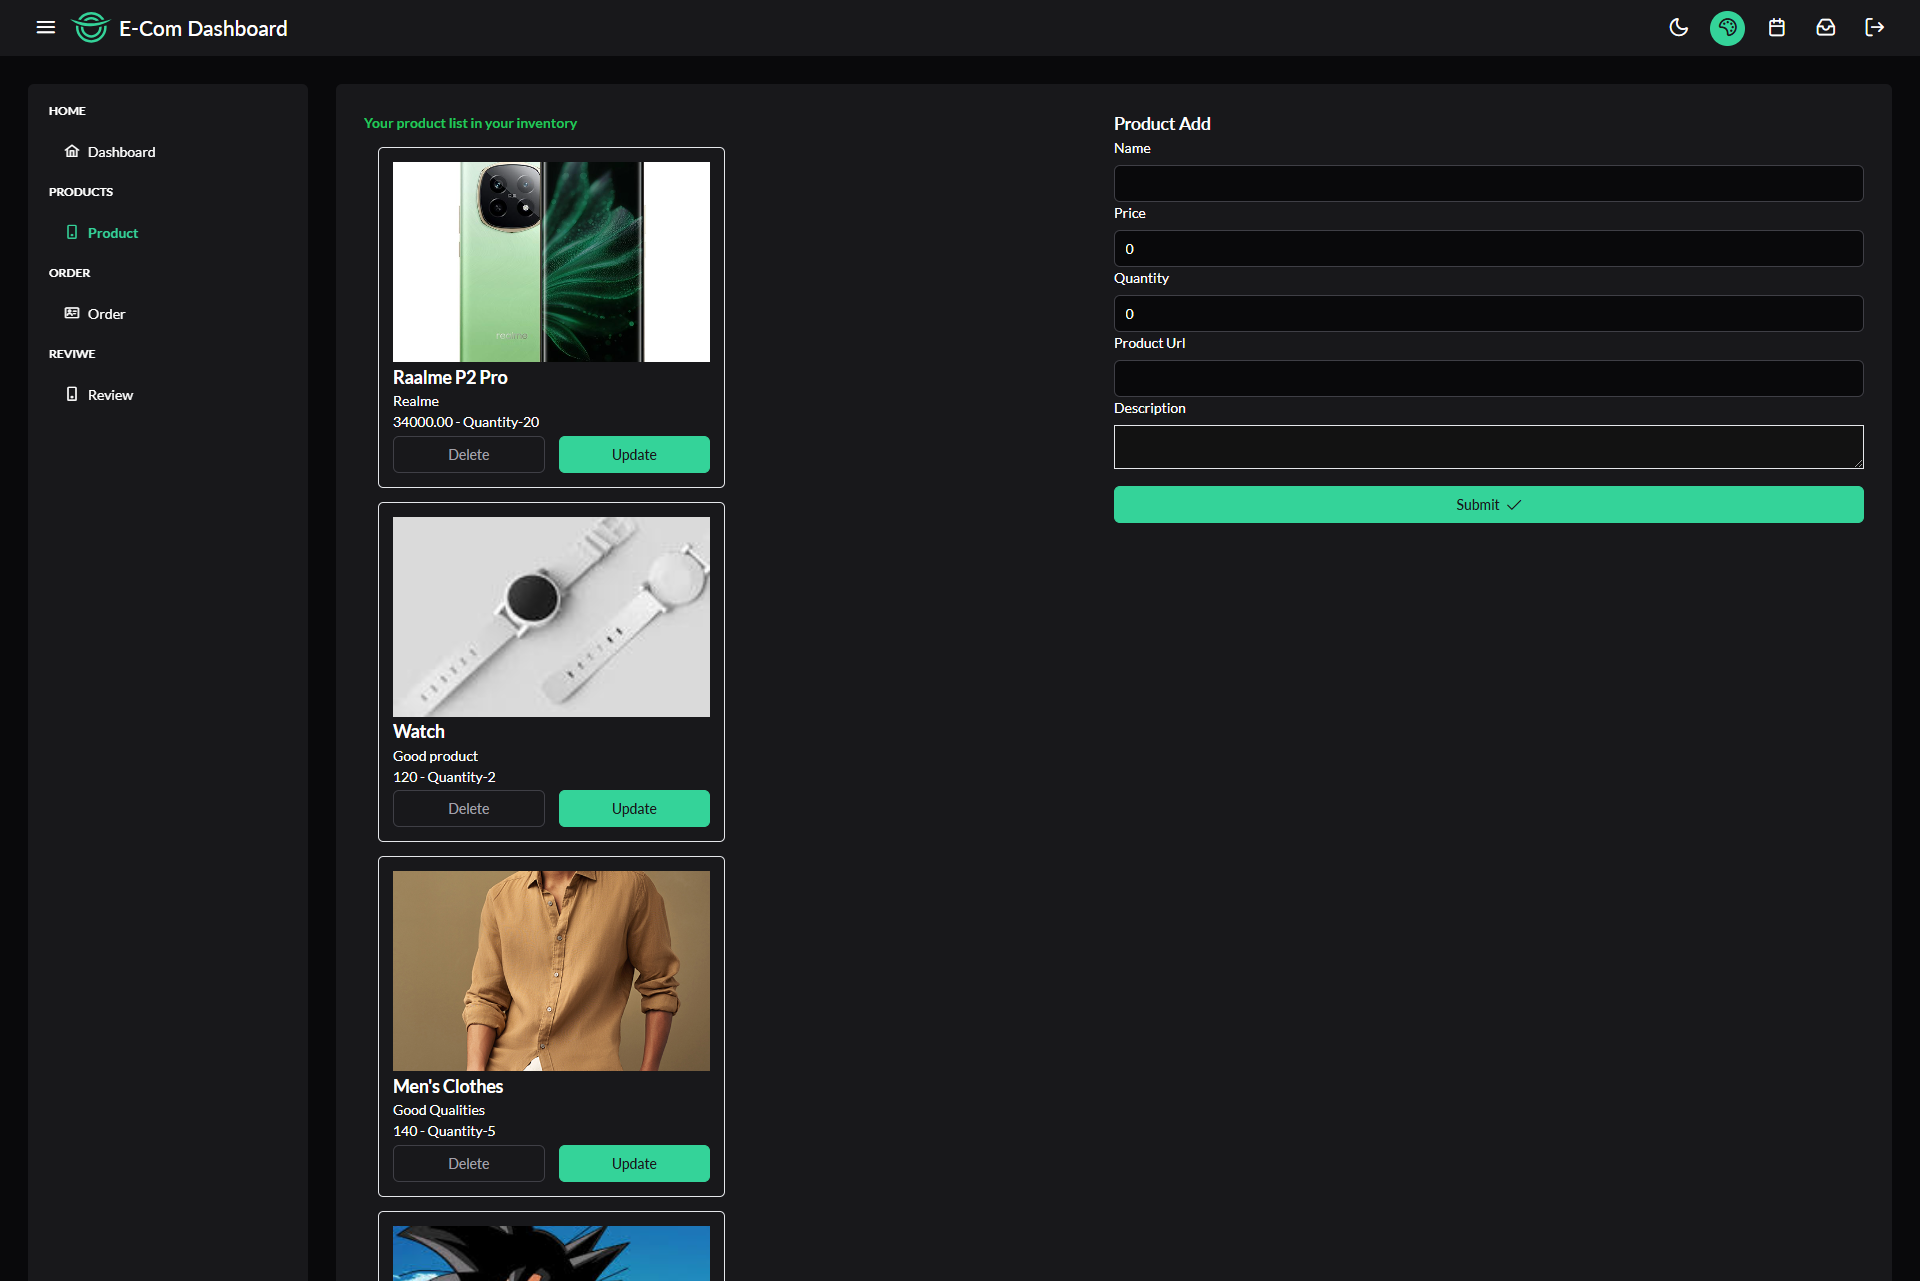 E-Com Dashboard
HOME
Dashboard
PRODUCTS
Product
ORDER
Order
REVIWE
Review
Your product list in your inventory
realme
Raalme P2 Pro
Realme
34000.00 - Quantity-20
Delete
Update
Watch
Good product
120 - Quantity-2
Delete
Update
Men's Clothes
Good Qualities
140 - Quantity-5
Delete
Update
Product Add
Name
Price
0
Quantity
0
Product Url
Description
Submit